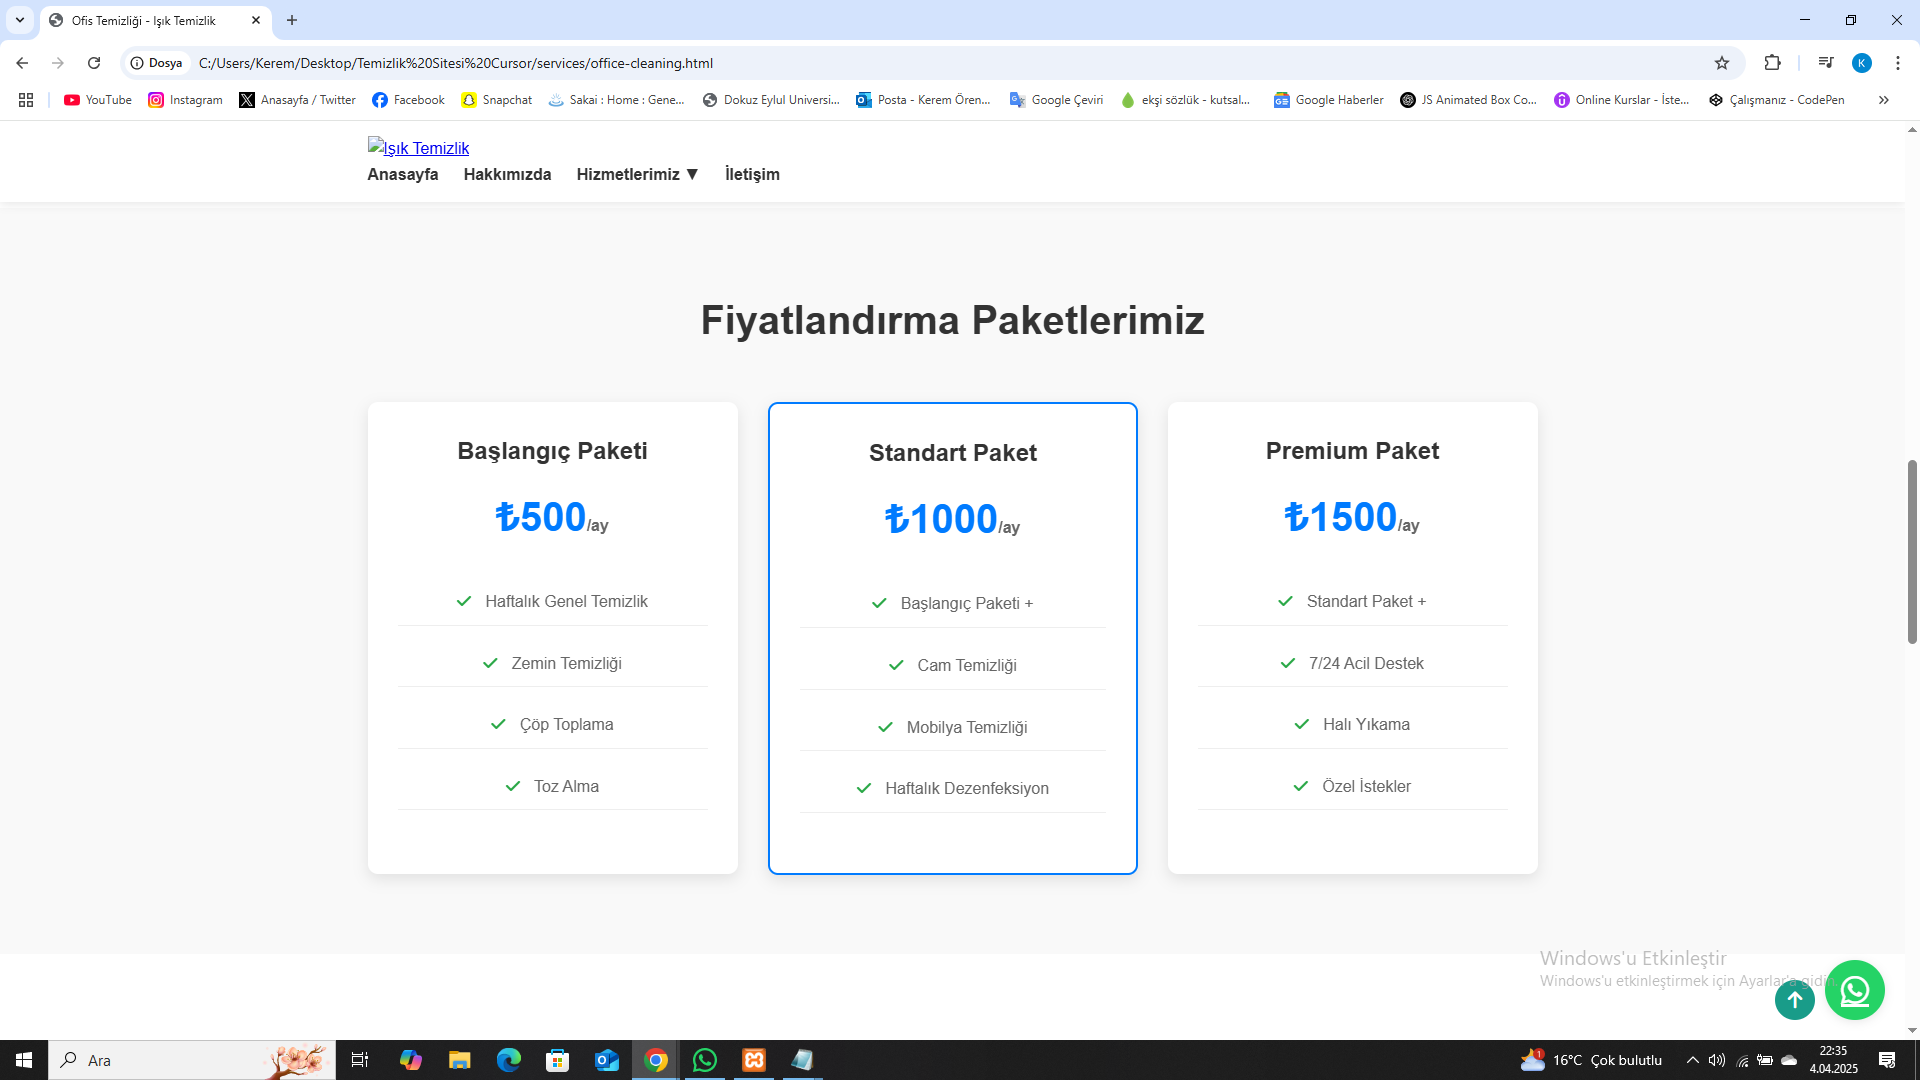 Ofis Temizliği - Işık Temizlik
Dosya
C:/Users/Kerem/Desktop/Temizlik%20Sitesi%20Cursor/services/office-cleaning.html
K
YouTube
Instagram
Anasayfa / Twitter
Facebook
Snapchat
Sakai : Home : Gene...
Dokuz Eylul Universi...
Posta - Kerem Ören...
Google Çeviri
ekşi sözlük - kutsal...
Google Haberler
JS Animated Box Co...
Online Kurslar - İste...
Çalışmanız - CodePen
Işık Temizlik
Anasayfa Hakkımızda Hizmetlerimiz ▼ İletişim
Fiyatlandırma Paketlerimiz
Başlangıç Paketi
₺500/ay
Haftalık Genel Temizlik
Zemin Temizliği
Çöp Toplama
Toz Alma
Standart Paket
₺1000/ay
Başlangıç Paketi +
Cam Temizliği
Mobilya Temizliği
Haftalık Dezenfeksiyon
Premium Paket
₺1500/ay
Standart Paket +
7/24 Acil Destek
Halı Yıkama
Özel İstekler
Windows'u Etkinleştir
Windows'u etkinleştirmek için Ayarlar'a gidin.
Ara
1
16°C Çok bulutlu
22:35
4.04.2025